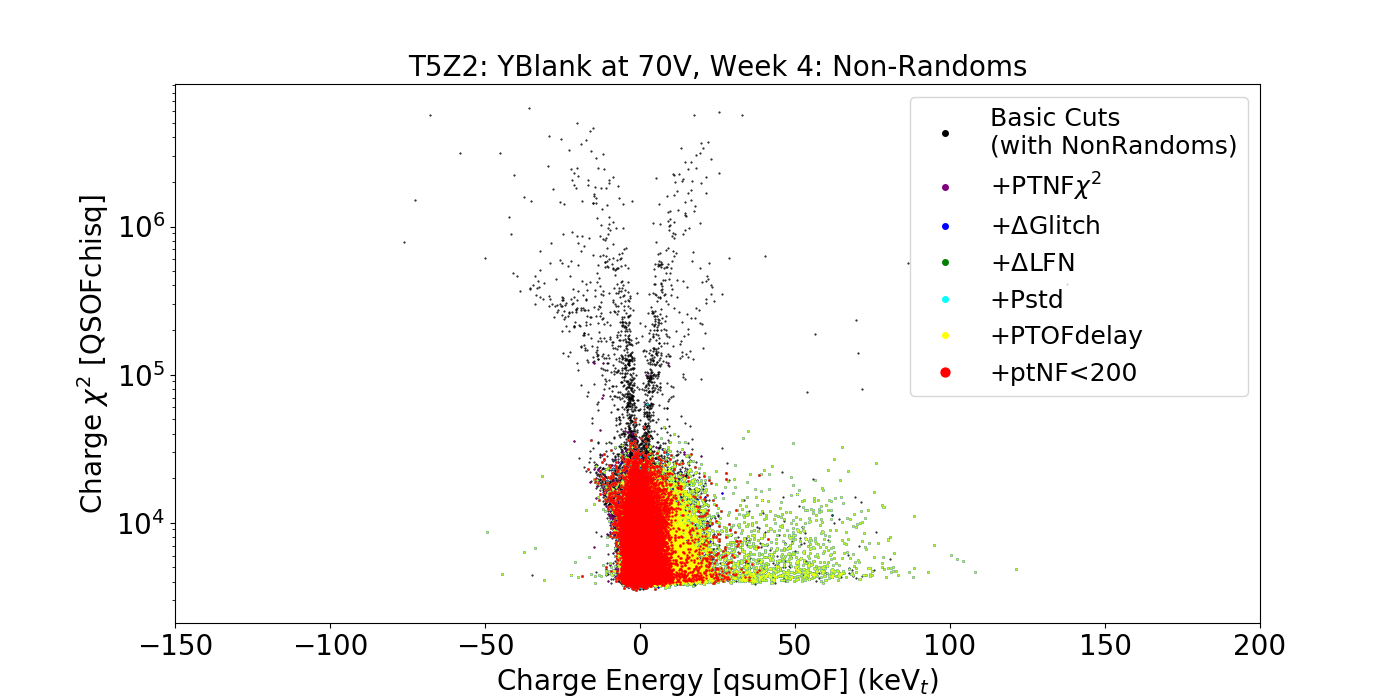 T5Z2: YBlank at 70V, Week 4: Non-Randoms
Charge χ² [QSOFchisq]
10⁶
10⁵
10⁴
Basic Cuts
(with NonRandoms)
+PTNFχ²
+ΔGlitch
+ΔLFN
+Pstd
+PTOFdelay
+ptNF<200
−150 −100 −50 0 50 100 150 200
Charge Energy [qsumOF] (keVₜ)